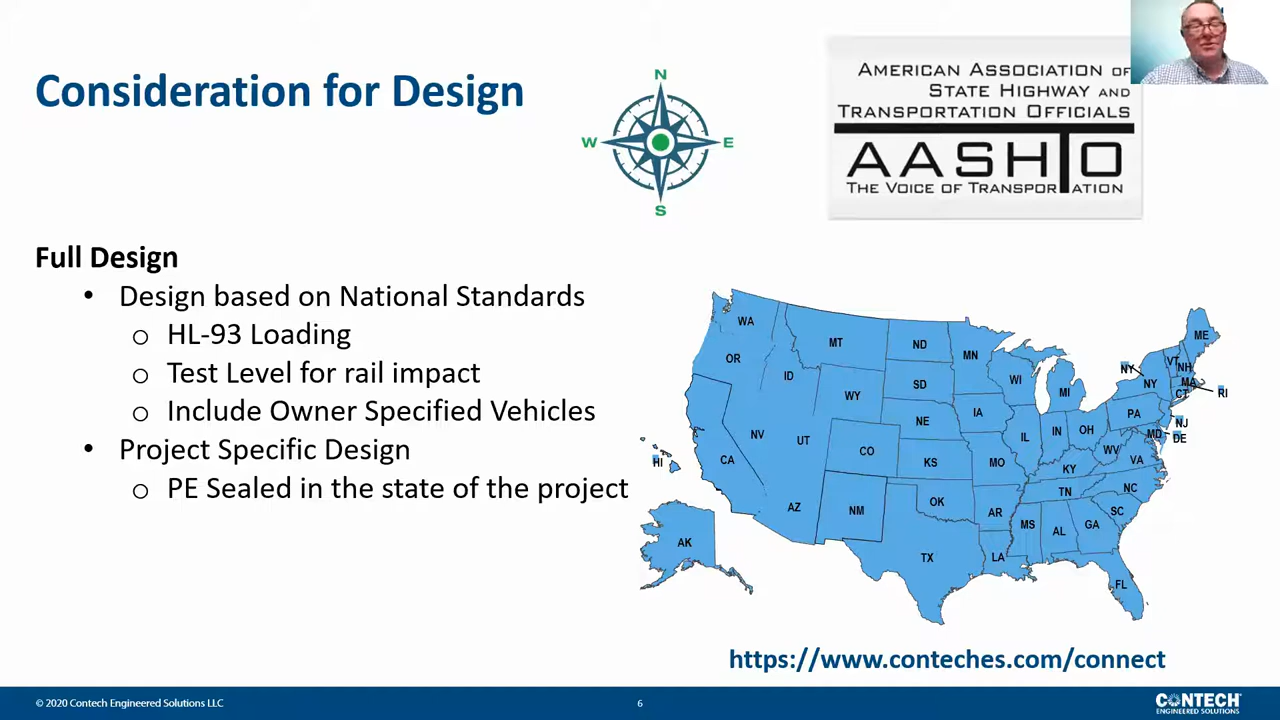 Consideration for Design
N
W
E
S
AMERICAN ASSOCIATION OF
STATE HIGHWAY AND
TRANSPORTATION OFFICIALS
AASHTO
THE VOICE OF TRANSPORTATION
Full Design
• Design based on National Standards
o HL-93 Loading
o Test Level for rail impact
o Include Owner Specified Vehicles
• Project Specific Design
o PE Sealed in the state of the project
WA
MT
ND
MN
ME
OR
ID
SD
WI
VT
NH
NY
NY
MA
CT
RI
WY
MI
IA
PA
NJ
NE
NV
UT
IL
IN
OH
MD
DE
CA
CO
KS
MO
WV
VA
KY
HI
OK
TN
NC
AZ
NM
AR
SC
MS
AL
GA
AK
TX
LA
FL
https://www.conteches.com/connect
© 2020 Contech Engineered Solutions LLC
6
CONTECH
ENGINEERED SOLUTIONS